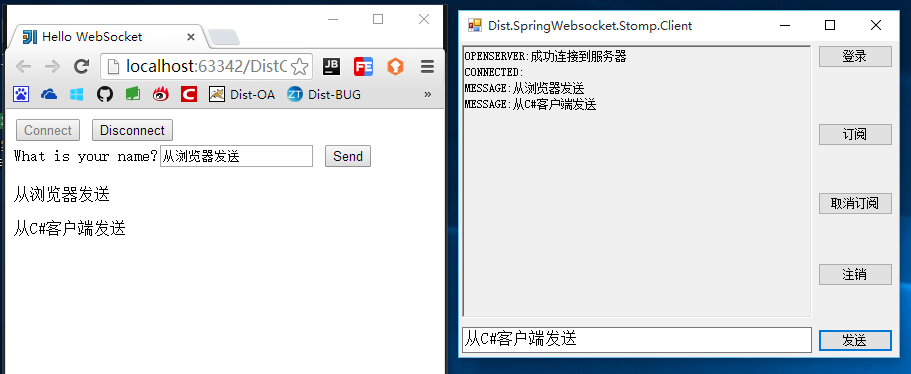 Hello WebSocket
localhost:63342/DistC
JB
FE
Dist-OA
ZT Dist-BUG
»
Connect Disconnect
What is your name? 从浏览器发送 Send
从浏览器发送
从C#客户端发送
Dist.SpringWebsocket.Stomp.Client
OPENSERVER:成功连接到服务器
CONNECTED:
MESSAGE:从浏览器发送
MESSAGE:从C#客户端发送
登录
订阅
取消订阅
注销
从C#客户端发送 发送